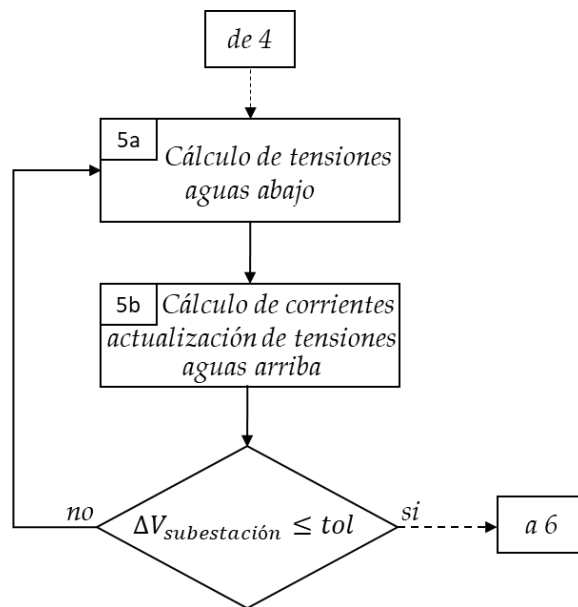 de 4
5a
Cálculo de tensiones
aguas abajo
5b
Cálculo de corrientes
actualización de tensiones
aguas arriba
no
ΔV_subestación ≤ tol
si
a 6